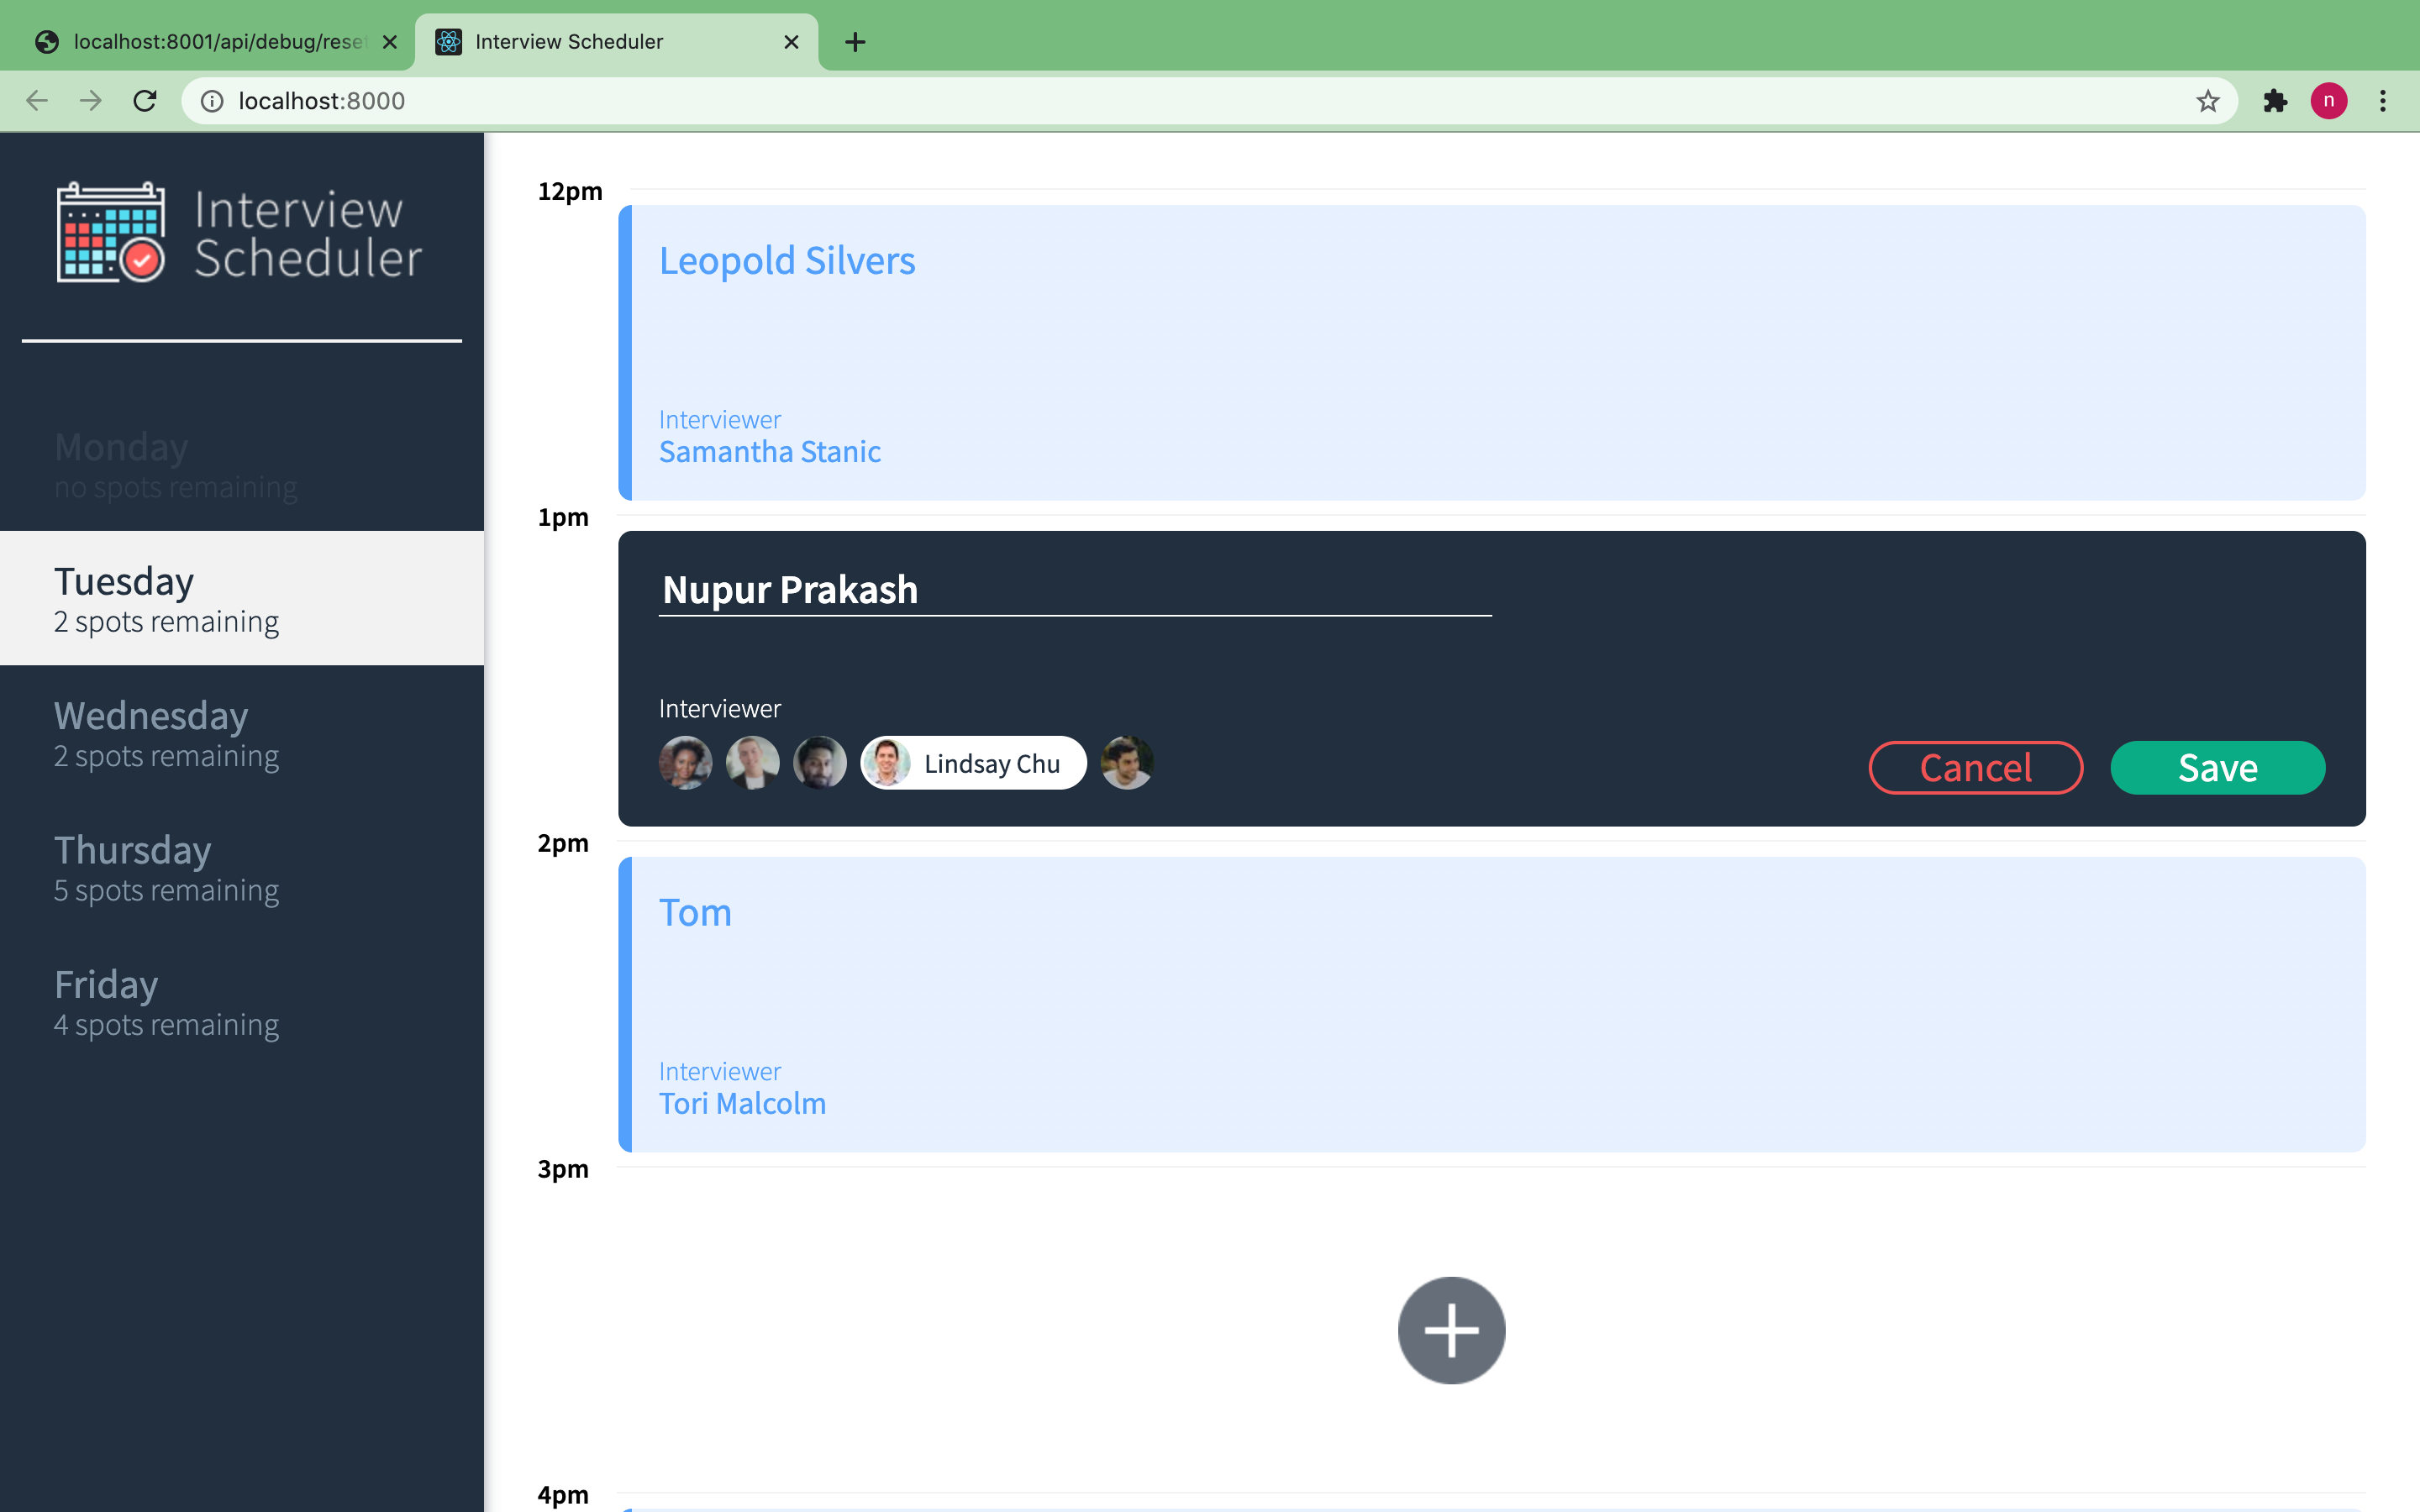 localhost:8001/api/debug/reset
Interview Scheduler
localhost:8000
n
Interview
Scheduler
Monday
no spots remaining
Tuesday
2 spots remaining
Wednesday
2 spots remaining
Thursday
5 spots remaining
Friday
4 spots remaining
12pm
Leopold Silvers
Interviewer
Samantha Stanic
1pm
Nupur Prakash
Interviewer
Lindsay Chu
Cancel
Save
2pm
Tom
Interviewer
Tori Malcolm
3pm
4pm